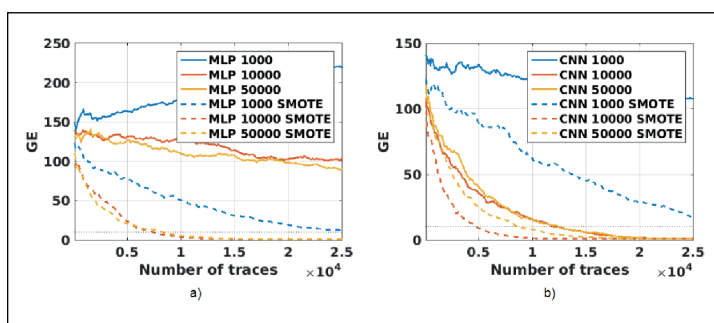 250
200
150
100
50
0
GE
MLP 1000
MLP 10000
MLP 50000
MLP 1000 SMOTE
MLP 10000 SMOTE
MLP 50000 SMOTE
0.5 1 1.5 2 2.5
Number of traces ×10^4
a)
150
100
50
0
GE
CNN 1000
CNN 10000
CNN 50000
CNN 1000 SMOTE
CNN 10000 SMOTE
CNN 50000 SMOTE
0.5 1 1.5 2 2.5
Number of traces ×10^4
b)